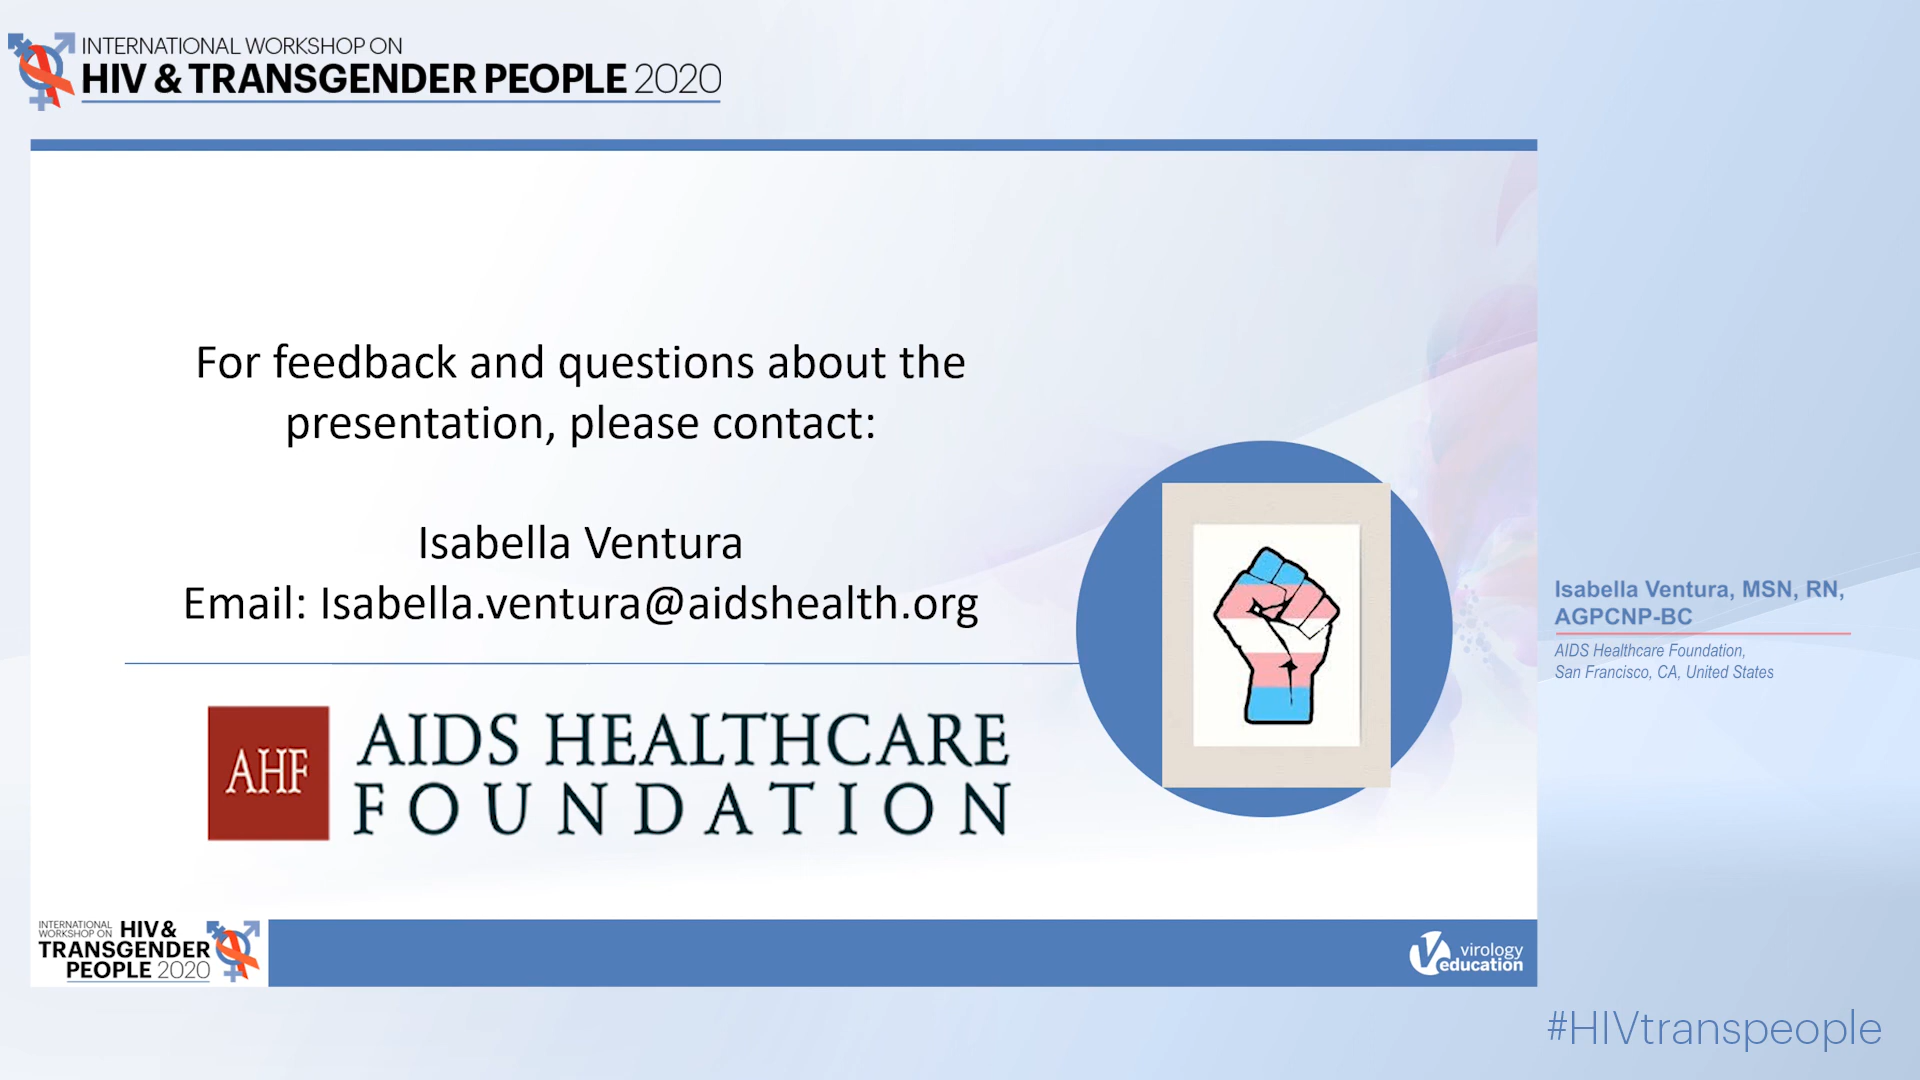 INTERNATIONAL WORKSHOP ON
HIV & TRANSGENDER PEOPLE 2020
For feedback and questions about the
presentation, please contact:
Isabella Ventura
Email: Isabella.ventura@aidshealth.org
AHF
AIDS HEALTHCARE
FOUNDATION
Isabella Ventura, MSN, RN,
AGPCNP-BC
AIDS Healthcare Foundation,
San Francisco, CA, United States
INTERNATIONAL
WORKSHOP ON HIV &
TRANSGENDER
PEOPLE 2020
virology
education
#HIVtranspeople